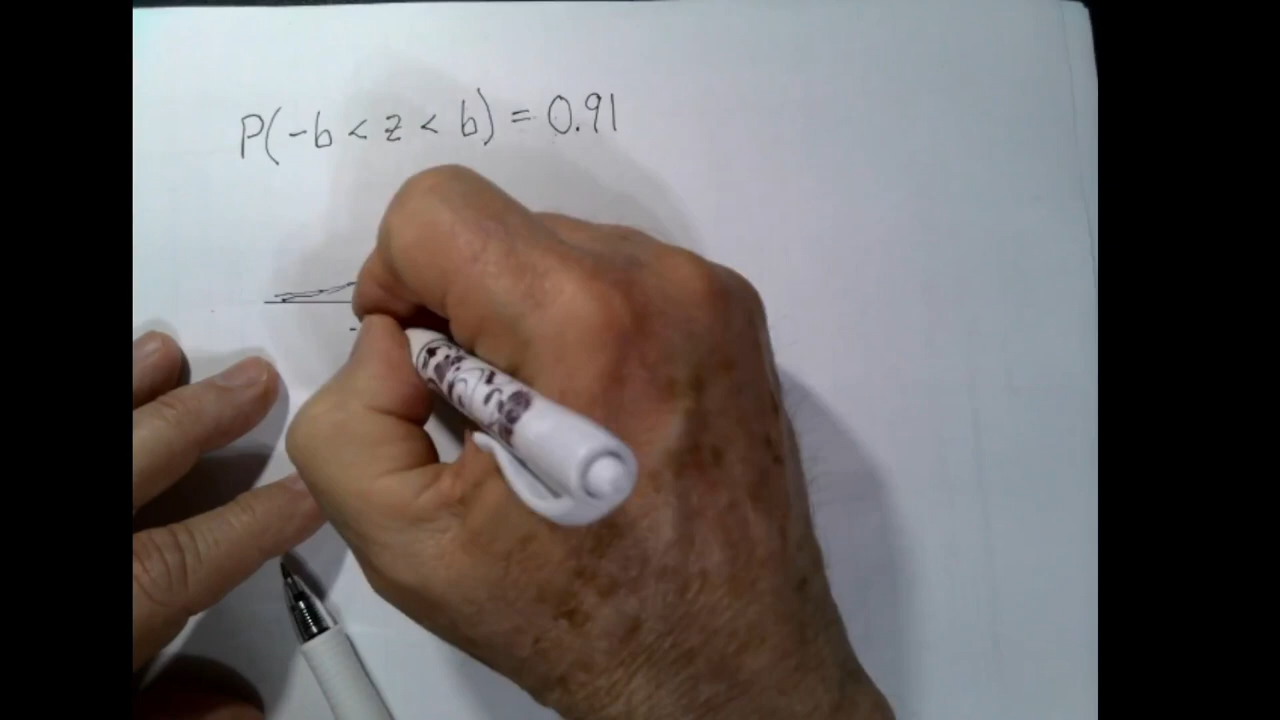 P(-b < z < b) = 0.91
-